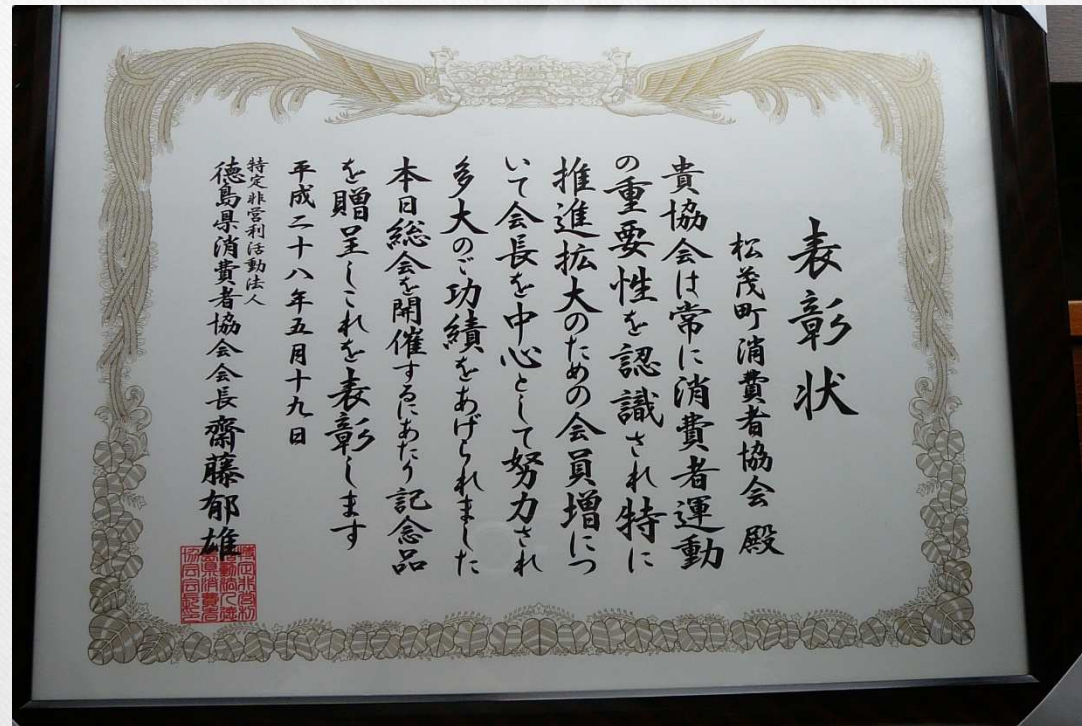 表彰状
松茂町消費者協会 殿
貴協会は常に消費者運動
の重要性を認識され特に
推進拡大のための会員増につ
いて会長を中心として努力され
多大のご功績をあげられました
本日総会を開催するにあたり記念品
を贈呈しこれを表彰します
平成二十八年五月十九日
特定非営利活動法人
徳島県消費者協会会長 齋藤郁雄